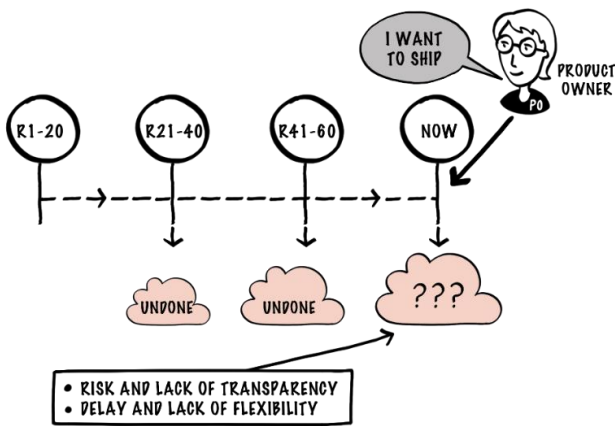 I WANT
TO SHIP
PRODUCT
OWNER
PO
R1-20
R21-40
R41-60
NOW
UNDONE
UNDONE
???
• RISK AND LACK OF TRANSPARENCY
• DELAY AND LACK OF FLEXIBILITY